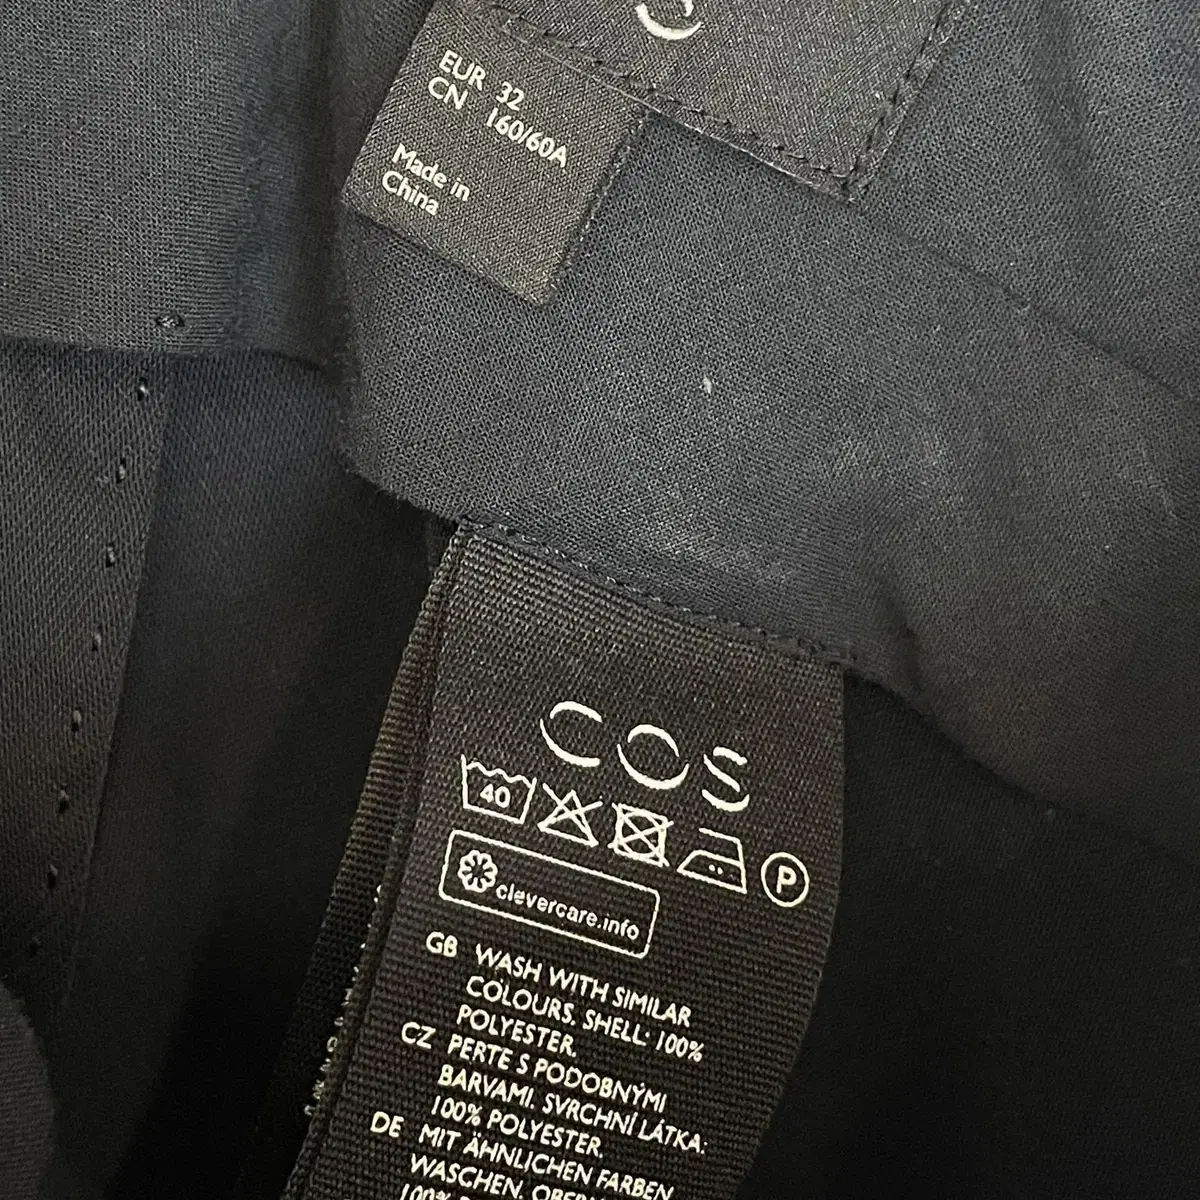 S
EUR 32
CN 160/60A
Made in
China
COS
40
P
clevercare.info
GB WASH WITH SIMILAR
COLOURS. SHELL: 100%
POLYESTER.
CZ PERTE S PODOBNÝMI
BARVAMI. SVRCHNÍ LÁTKA:
100% POLYESTER.
DE MIT ÄHNLICHEN FARBEN
WASCHEN.
100%